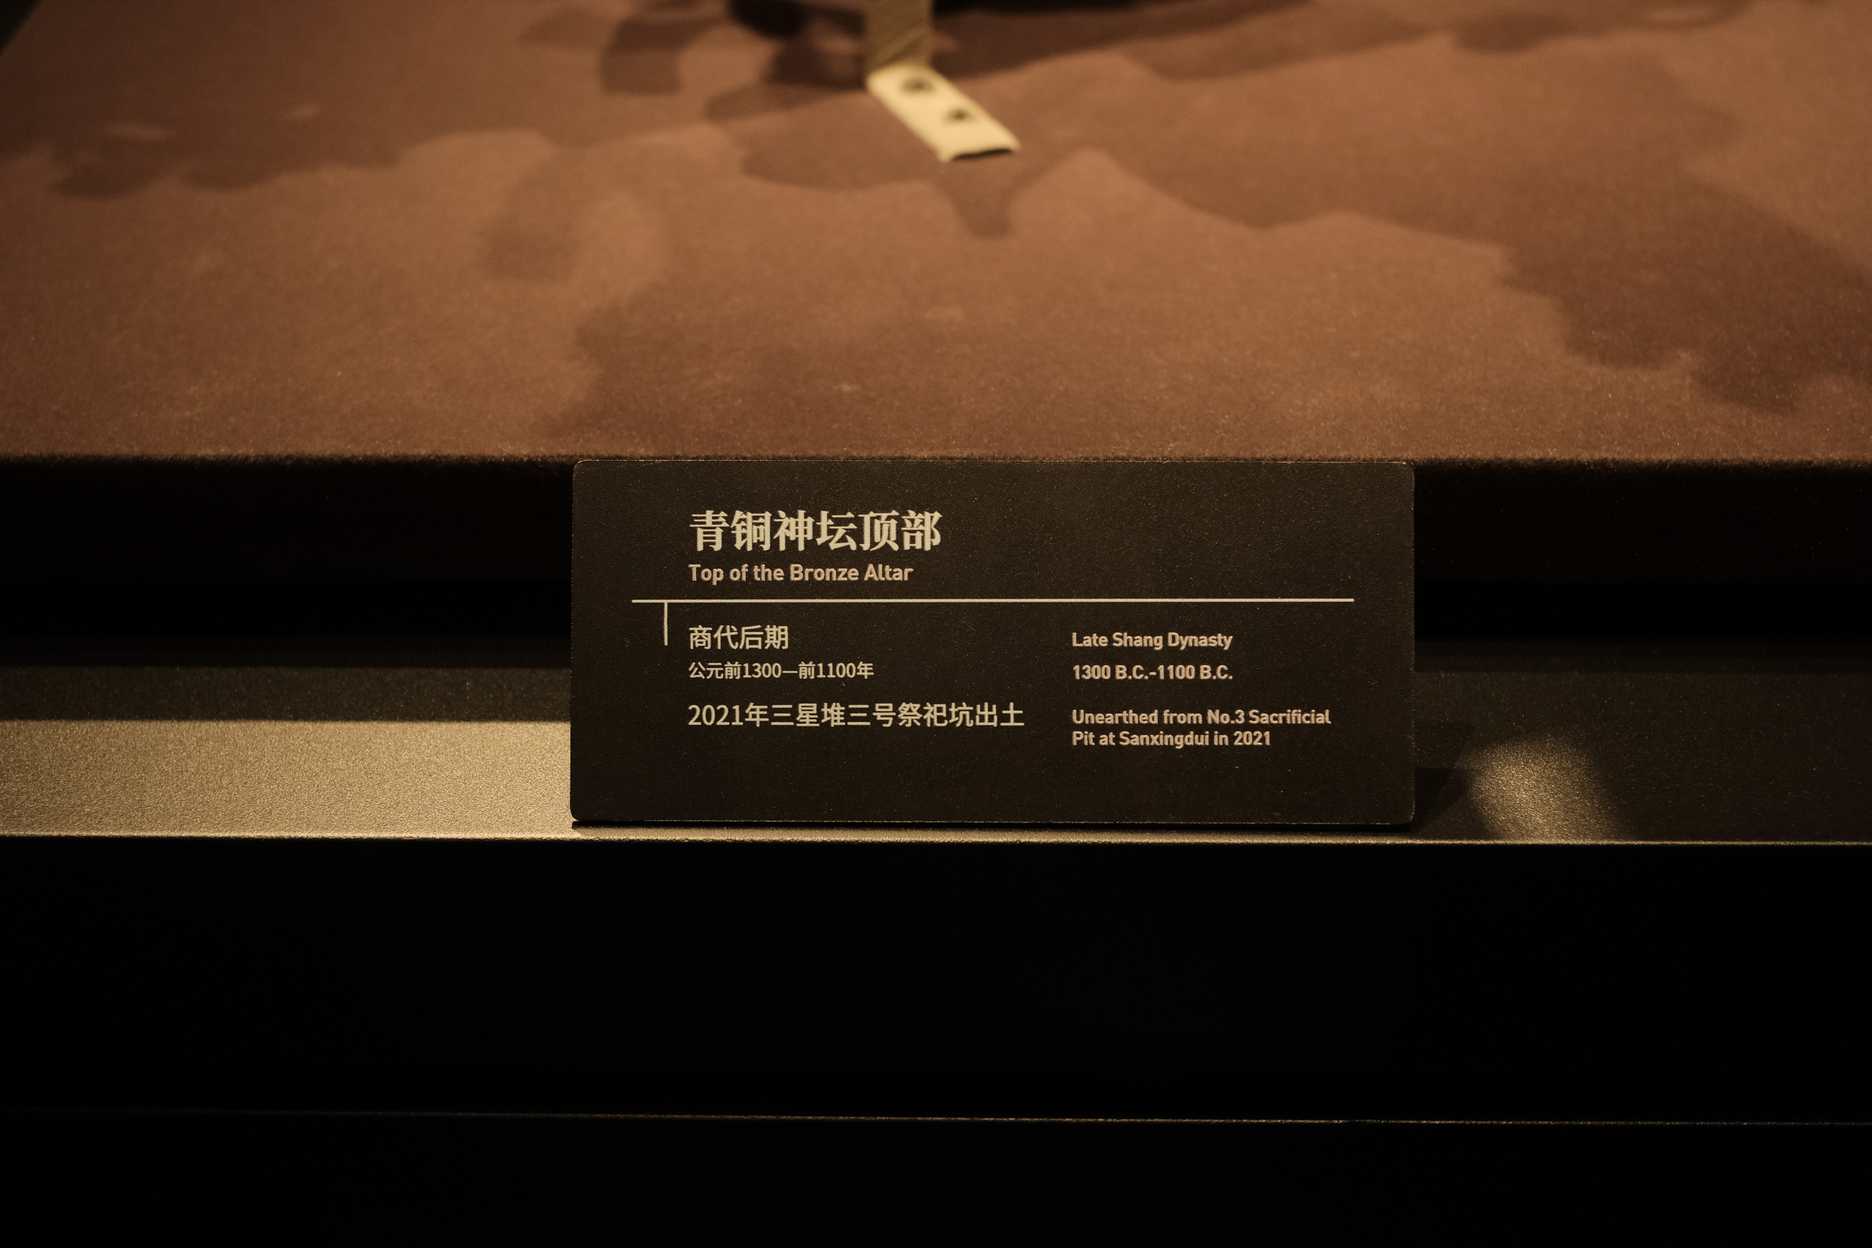 青铜神坛顶部
Top of the Bronze Altar
商代后期
公元前1300—前1100年
2021年三星堆三号祭祀坑出土
Late Shang Dynasty
1300 B.C.-1100 B.C.
Unearthed from No.3 Sacrificial
Pit at Sanxingdui in 2021